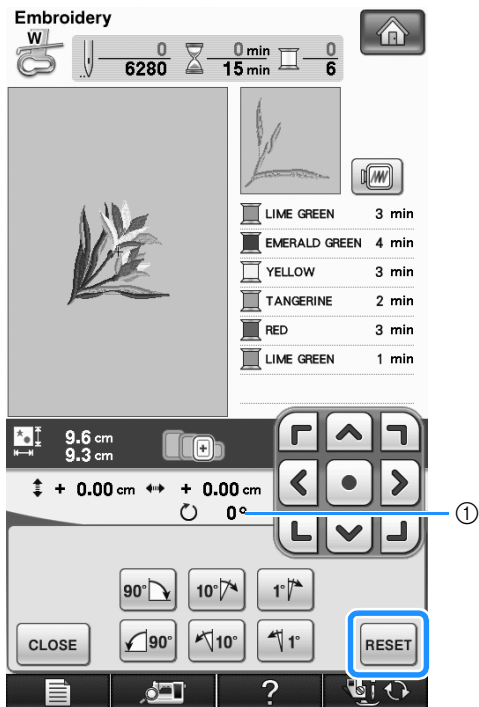 Embroidery
W
0 0 min 0
6280 15 min 6
LIME GREEN 3 min
EMERALD GREEN 4 min
YELLOW 3 min
TANGERINE 2 min
RED 3 min
LIME GREEN 1 min
9.6 cm
9.3 cm
+ 0.00 cm + 0.00 cm
0° ①
90° 10° 1°
CLOSE 90° 10° 1° RESET
?